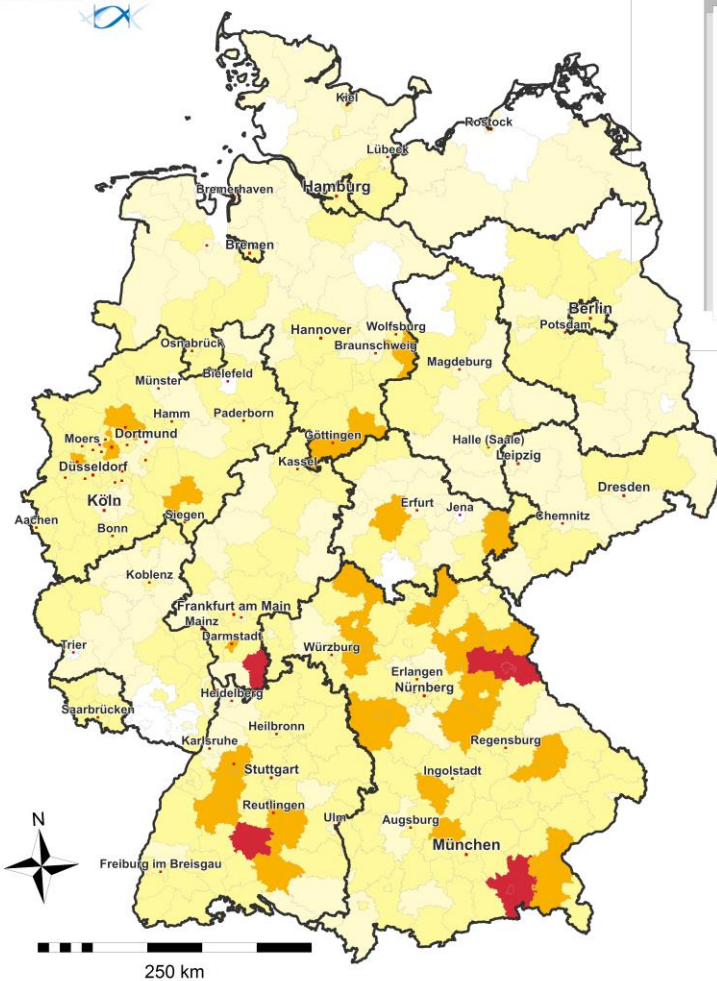 Kiel
Rostock
Lübeck
Hamburg
Bremerhaven
Bremen
Berlin
Potsdam
Hannover
Wolfsburg
Braunschweig
Magdeburg
Osnabrück
Bielefeld
Münster
Hamm
Paderborn
Moers
Dortmund
Göttingen
Halle (Saale)
Leipzig
Düsseldorf
Kassel
Dresden
Köln
Siegen
Erfurt
Jena
Chemnitz
Aachen
Bonn
Koblenz
Frankfurt am Main
Mainz
Darmstadt
Würzburg
Trier
Erlangen
Nürnberg
Heidelberg
Saarbrücken
Heilbronn
Karlsruhe
Regensburg
Stuttgart
Ingolstadt
Reutlingen
Ulm
Augsburg
München
Freiburg im Breisgau
N
250 km